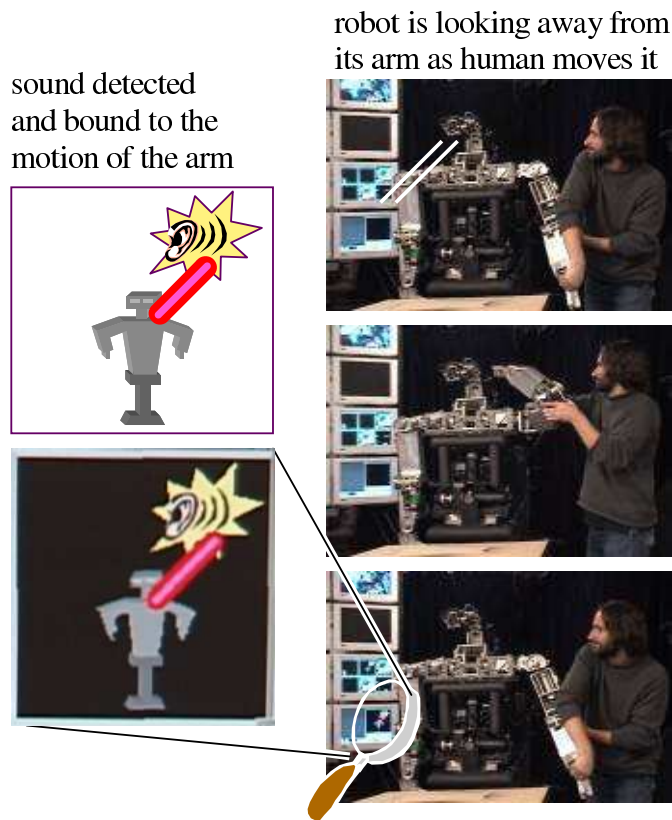 robot is looking away from
its arm as human moves it
sound detected
and bound to the
motion of the arm